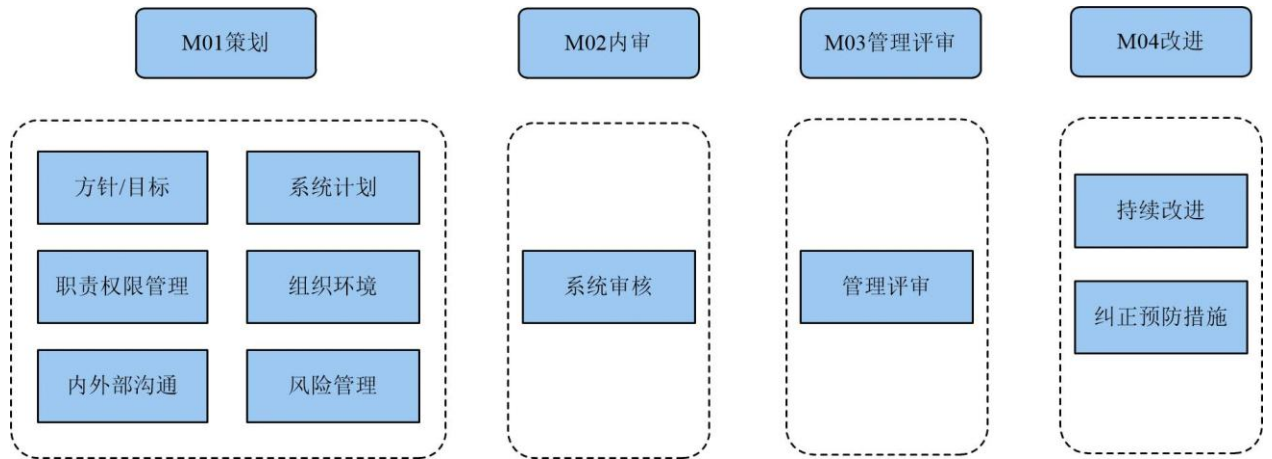 M01策划
M02内审
M03管理评审
M04改进
方针/目标
系统计划
职责权限管理
组织环境
内外部沟通
风险管理
系统审核
管理评审
持续改进
纠正预防措施